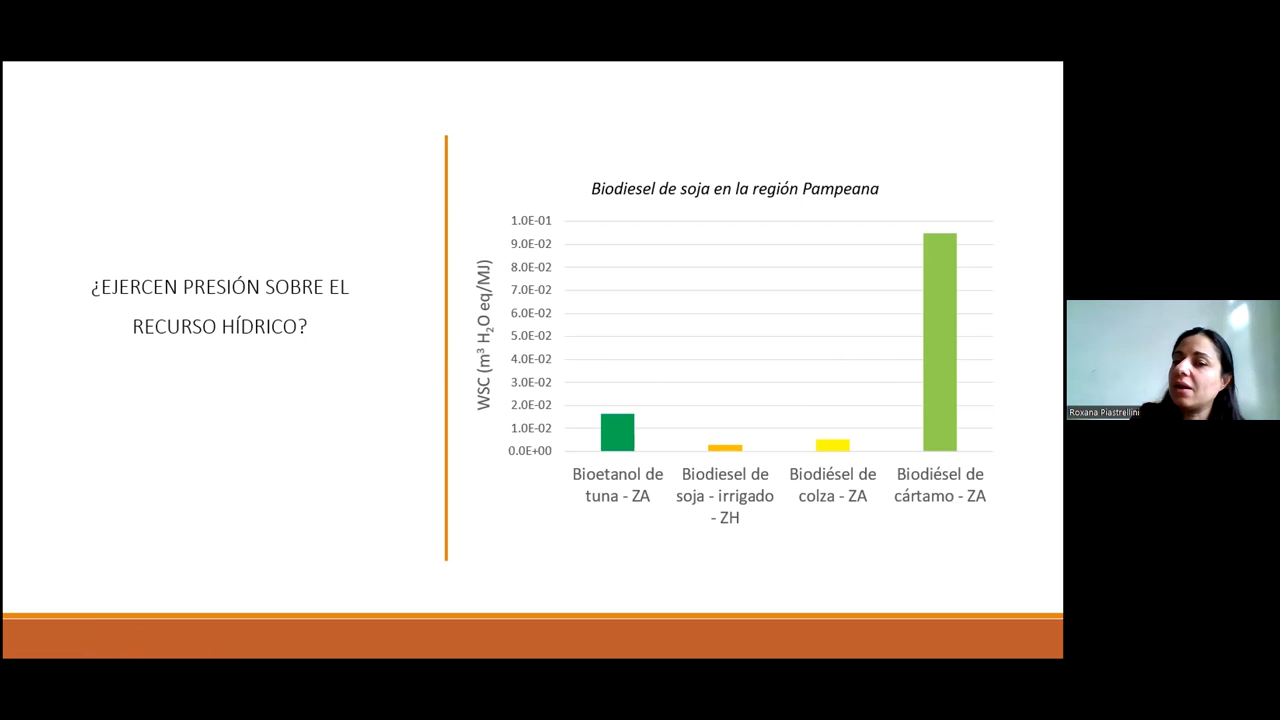 ¿EJERCEN PRESIÓN SOBRE EL
RECURSO HÍDRICO?
Biodiesel de soja en la región Pampeana
WSC (m³ H₂O eq/MJ)
1.0E-01
9.0E-02
8.0E-02
7.0E-02
6.0E-02
5.0E-02
4.0E-02
3.0E-02
2.0E-02
1.0E-02
0.0E+00
Bioetanol de
tuna - ZA
Biodiesel de
soja - irrigado
- ZH
Biodiésel de
colza - ZA
Biodiésel de
cártamo - ZA
Roxana Piastrellini